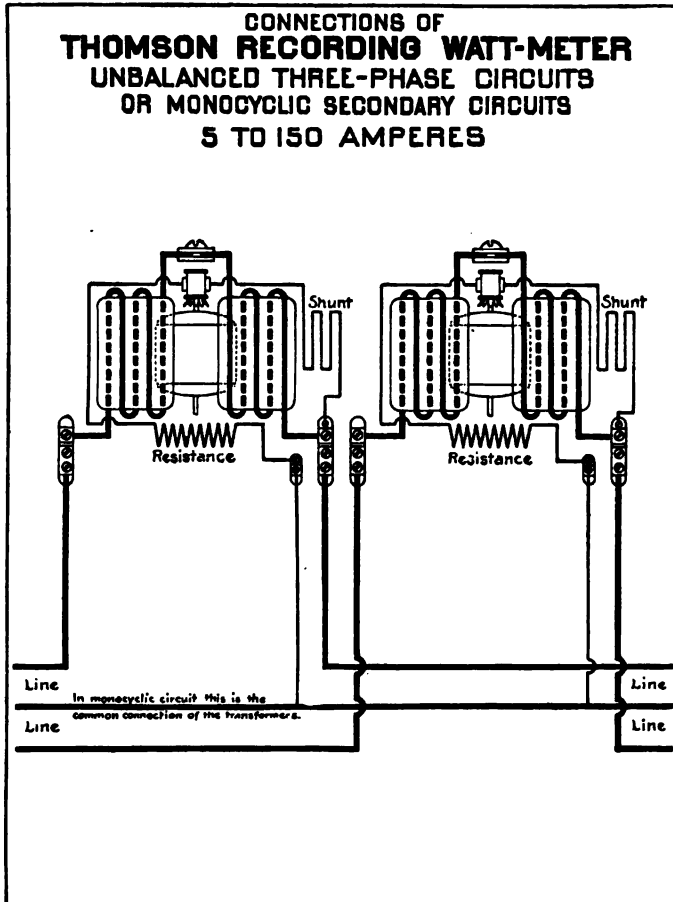 CONNECTIONS OF
THOMSON RECORDING WATT-METER
UNBALANCED THREE-PHASE CIRCUITS
OR MONOCYCLIC SECONDARY CIRCUITS
5 TO 150 AMPERES
Shunt
Shunt
Resistance
Resistance
Line
Line
In monocyclic circuit this is the
common connection of the transformers.
Line
Line